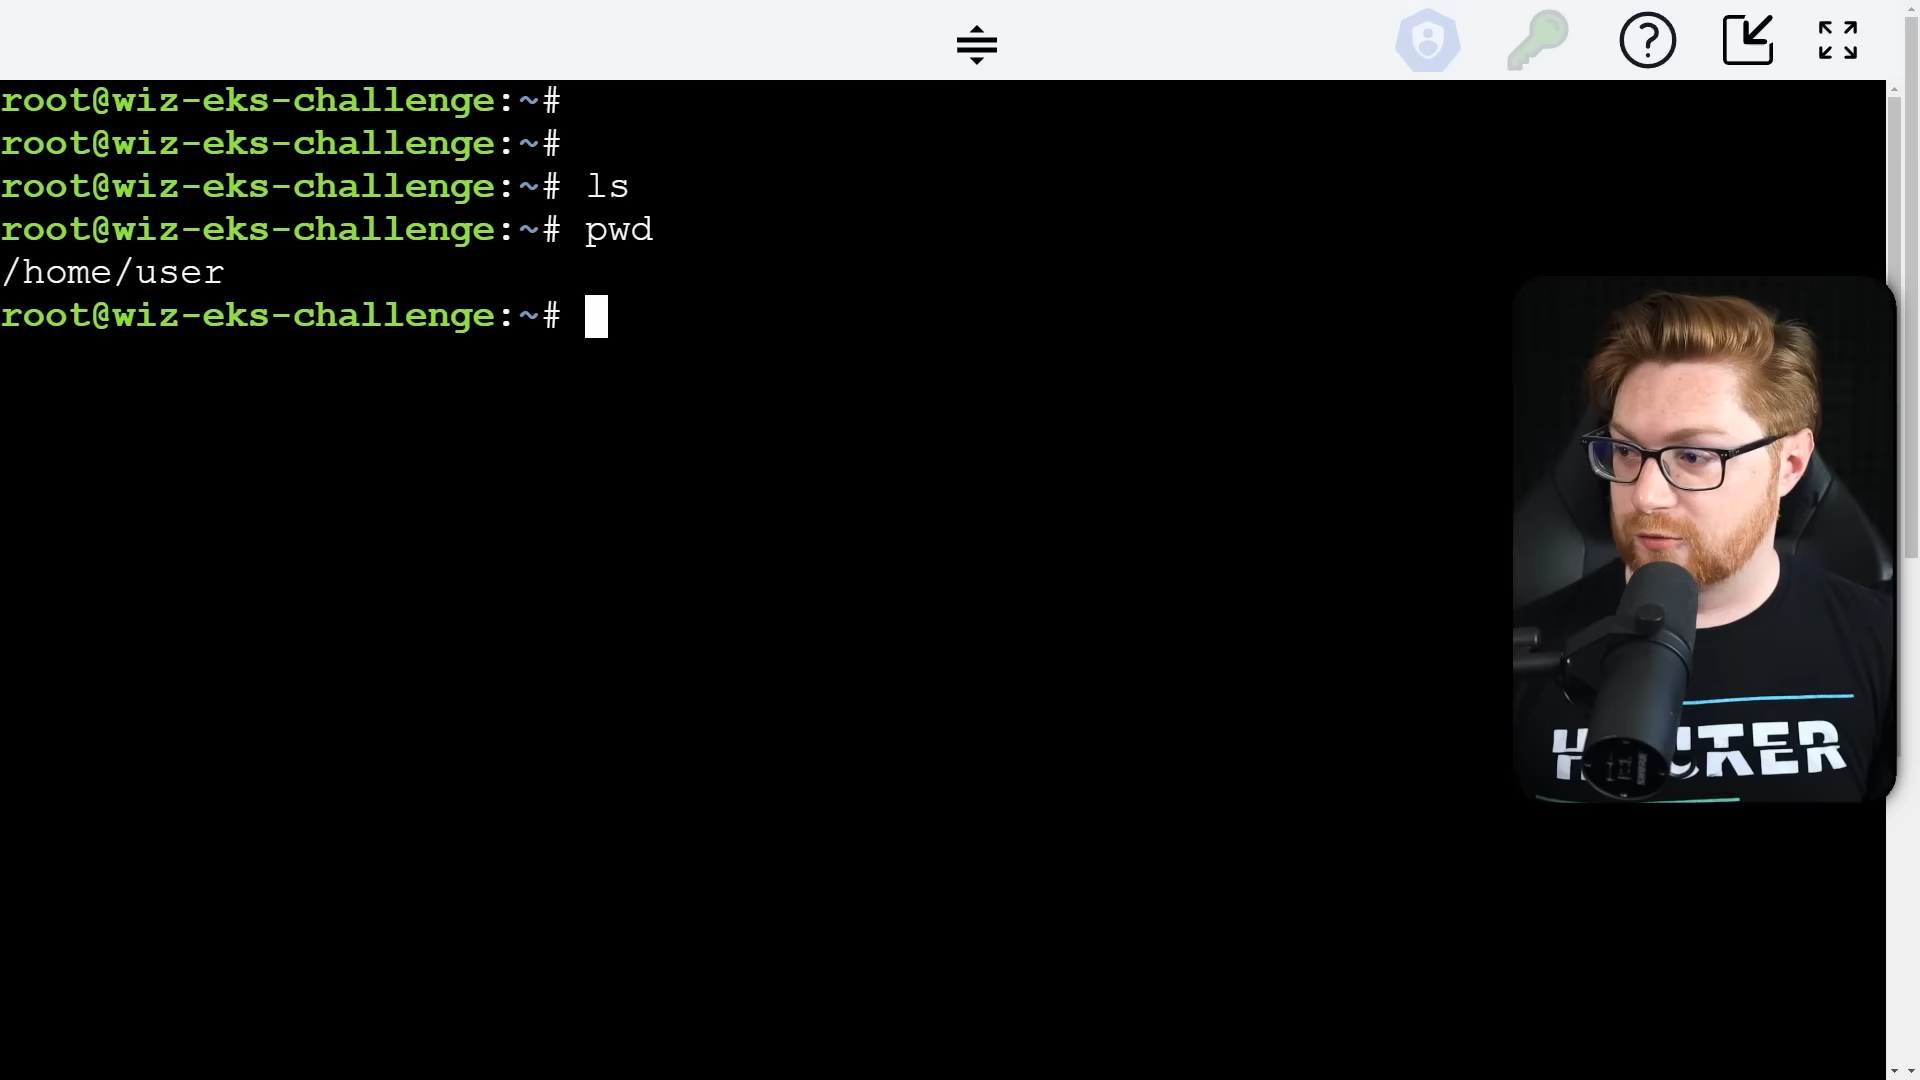 root@wiz-eks-challenge:~#
root@wiz-eks-challenge:~#
root@wiz-eks-challenge:~# ls
root@wiz-eks-challenge:~# pwd
/home/user
root@wiz-eks-challenge:~#